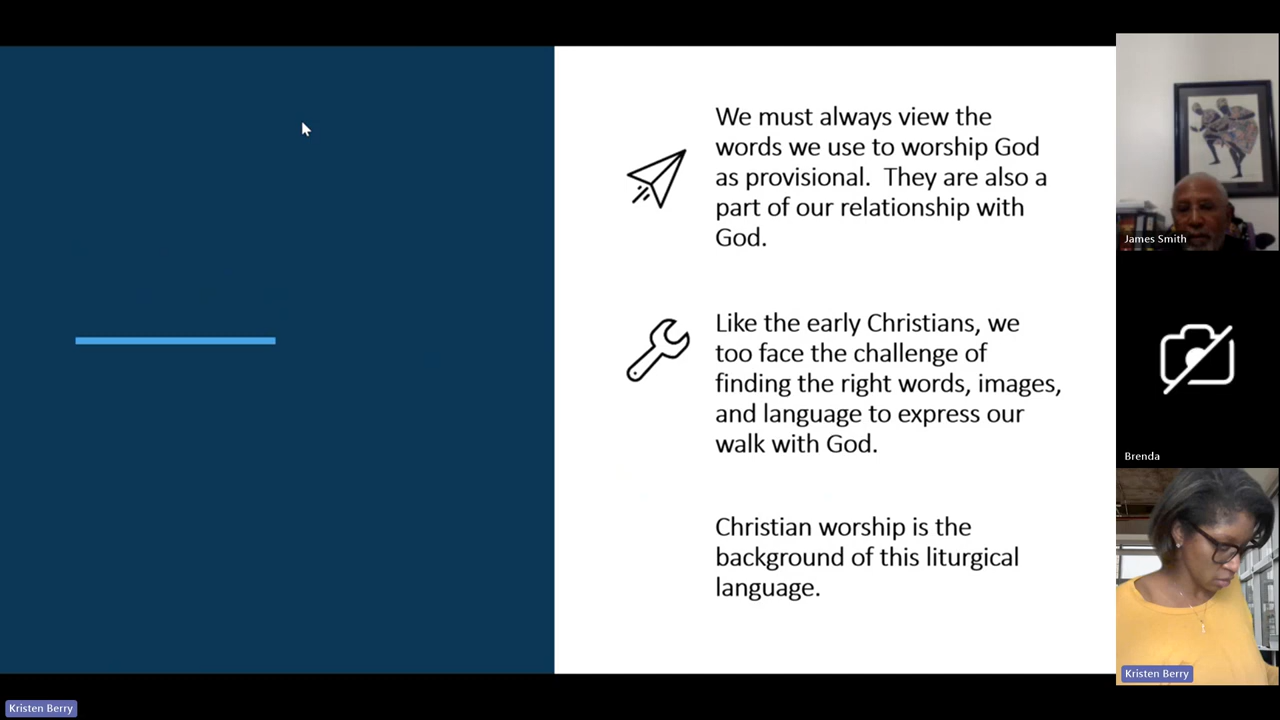 We must always view the
words we use to worship God
as provisional.  They are also a
part of our relationship with
God.
Like the early Christians, we
too face the challenge of
finding the right words, images,
and language to express our
walk with God.
Christian worship is the
background of this liturgical
language.
James Smith
Brenda
Kristen Berry
Kristen Berry